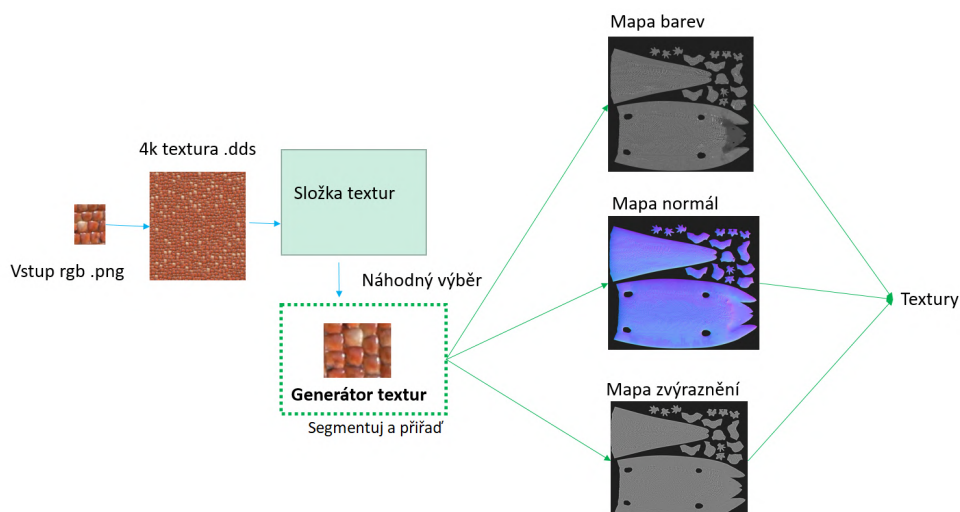 Mapa barev
4k textura .dds
Složka textur
Mapa normál
Vstup rgb .png
Náhodný výběr
Textury
Generátor textur
Mapa zvýraznění
Segmentuj a přiřaď